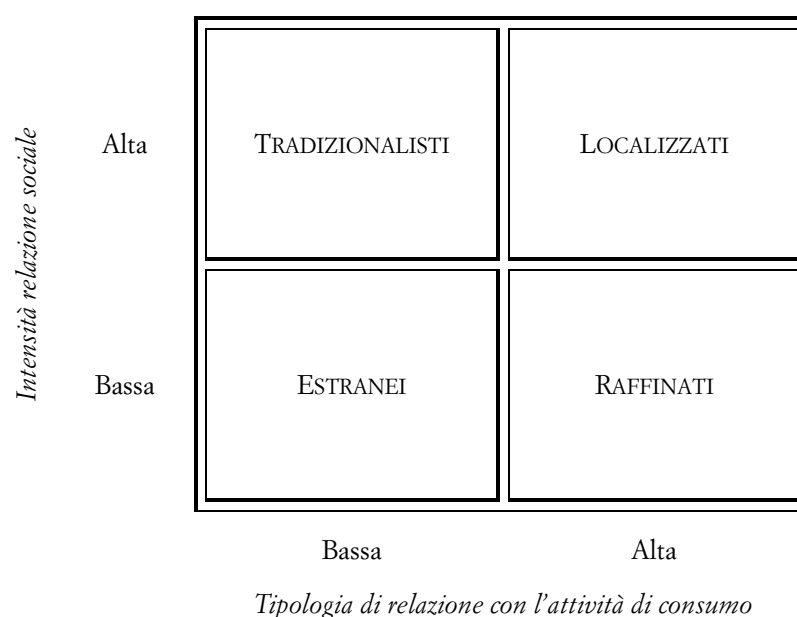 Intensità relazione sociale
Alta
TRADIZIONALISTI
LOCALIZZATI
Bassa
ESTRANEI
RAFFINATI
Bassa
Alta
Tipologia di relazione con l'attività di consumo